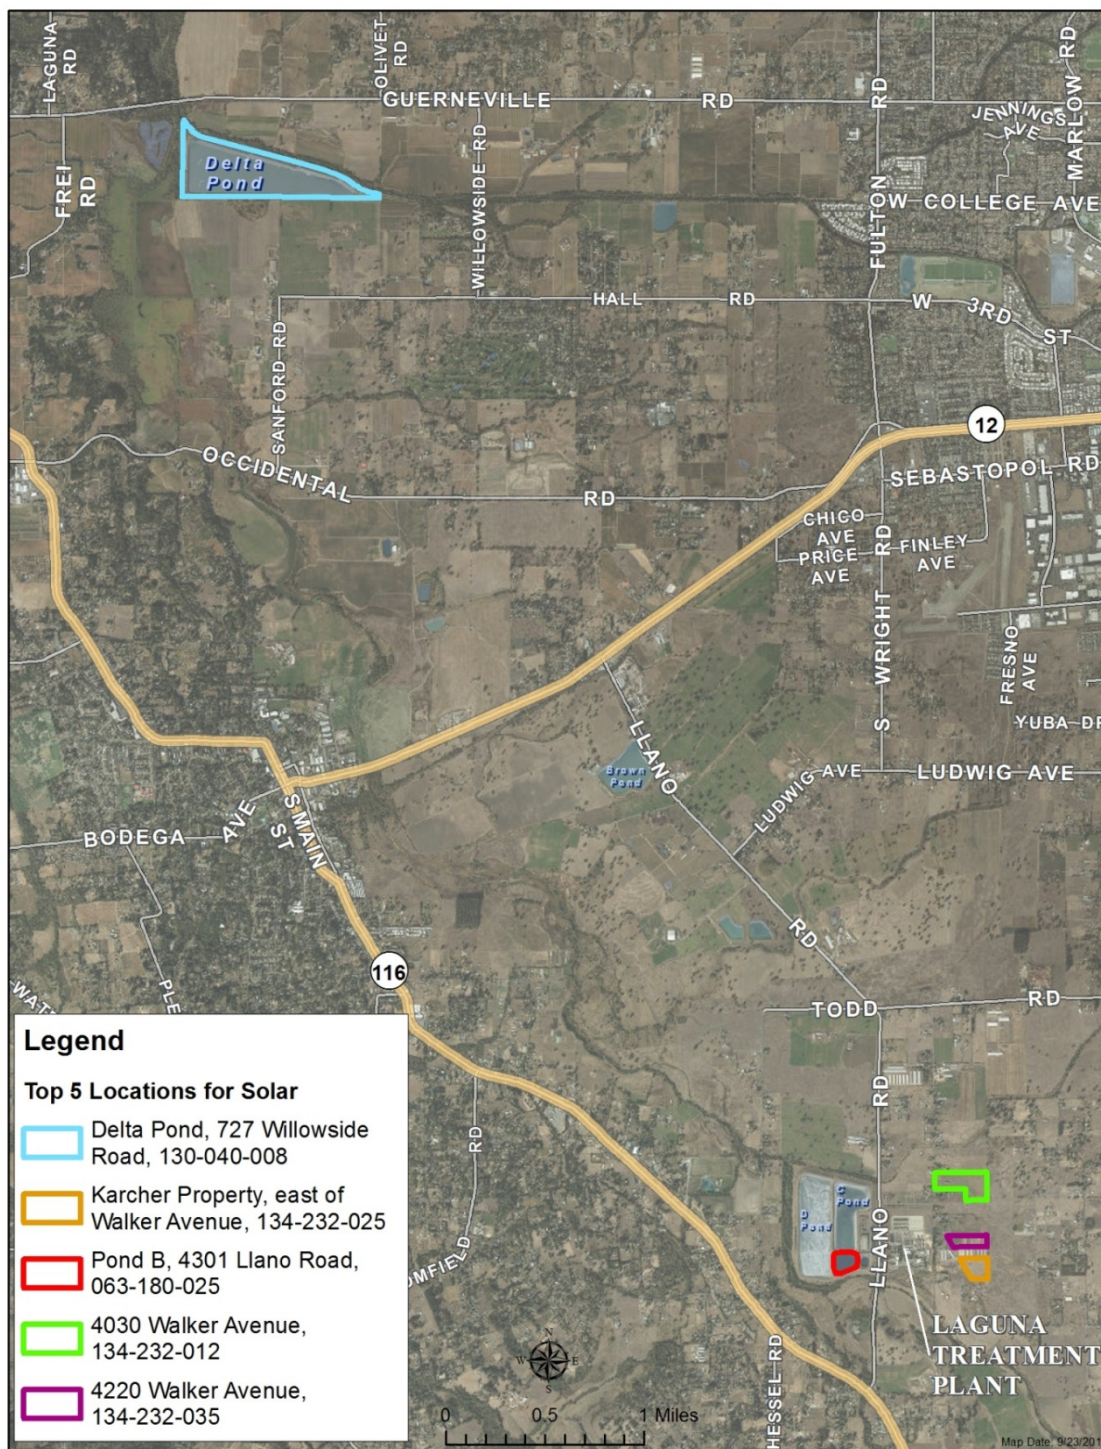 LAGUNA
RD
OLIVET
RD
GUERNEVILLE RD
FULTON RD
MARLOW RD
JENNINGS
AVE
FREI
RD
Delta
Pond
WILLOWSIDE RD
W COLLEGE AVE
HALL RD
W 3RD ST
SANFORD RD
12
OCCIDENTAL RD
SEBASTOPOL RD
CHICO
AVE
PRICE
AVE
FINLEY
AVE
S WRIGHT RD
FRESNO
AVE
YUBA DR
LLANO RD
Brown
Pond
LUDWIG AVE
LUDWIG AVE
BODEGA AVE
S MAIN
ST
116
TODD RD
RD
LLANO RD
C
Pond
D
Pond
HESSEL RD
LAGUNA
TREATMENT
PLANT
Legend
Top 5 Locations for Solar
Delta Pond, 727 Willowside
Road, 130-040-008
Karcher Property, east of
Walker Avenue, 134-232-025
Pond B, 4301 Llano Road,
063-180-025
4030 Walker Avenue,
134-232-012
4220 Walker Avenue,
134-232-035
N
W E
S
0 0.5 1 Miles
Map Date: 9/23/201